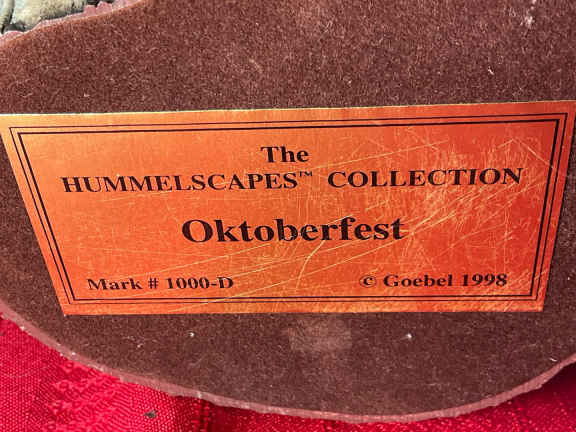 The
HUMMELSCAPES™ COLLECTION
Oktoberfest
Mark # 1000-D © Goebel 1998